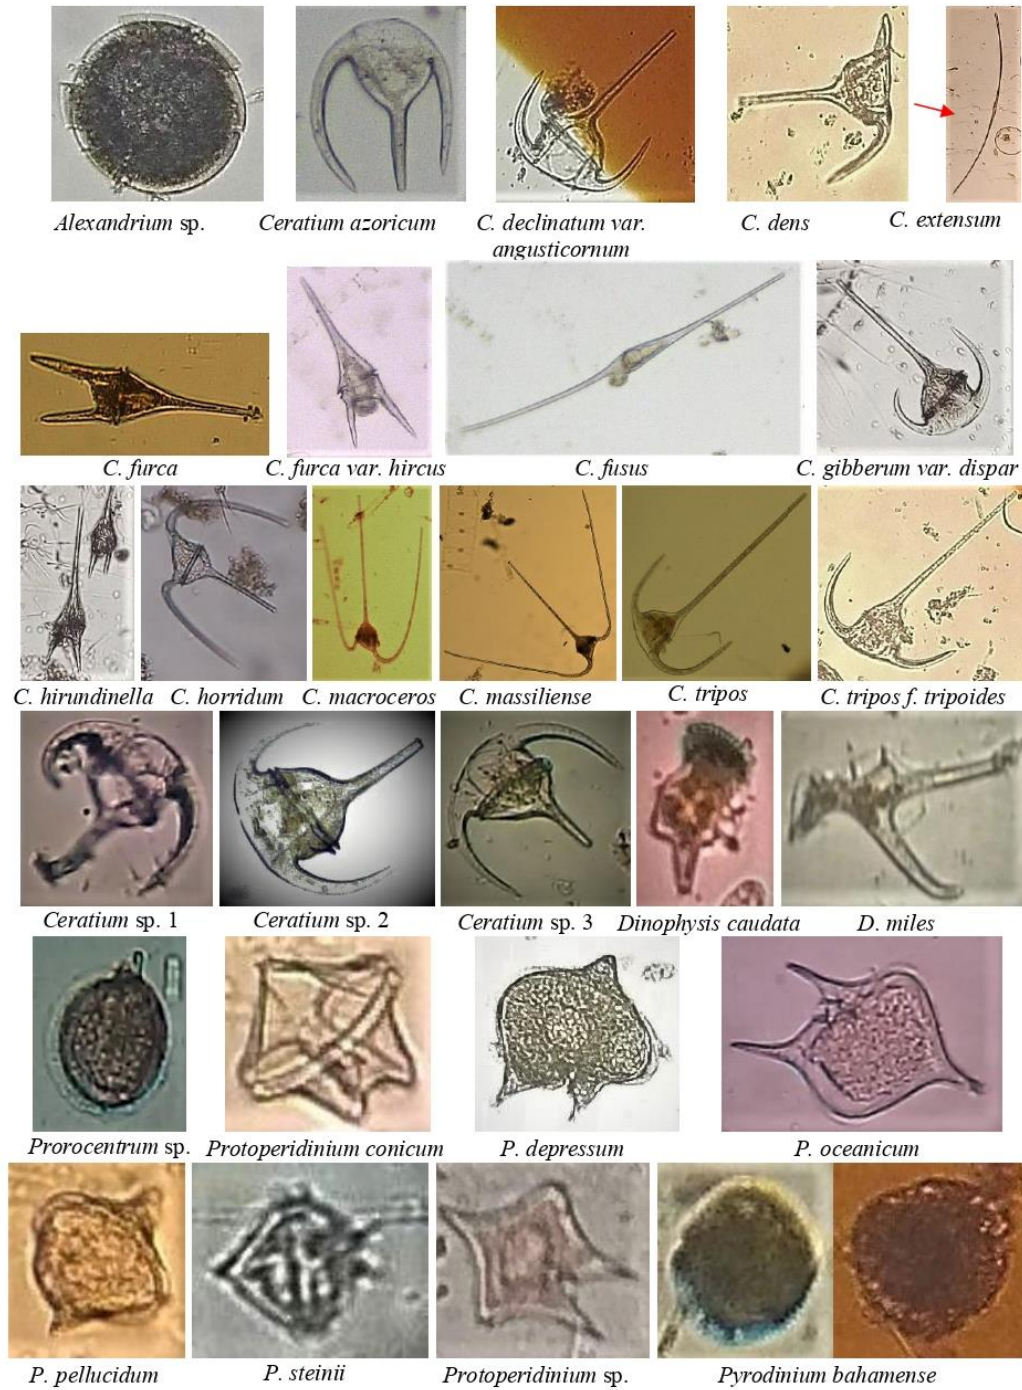 Alexandrium sp.
Ceratium azoricum
C. declinatum var.
angusticornum
C. dens
C. extensum
C. furca
C. furca var. hircus
C. fusus
C. gibberum var. dispar
C. hirundinella
C. horridum
C. macroceros
C. massiliense
C. tripos
C. tripos f. tripoides
Ceratium sp. 1
Ceratium sp. 2
Ceratium sp. 3
Dinophysis caudata
D. miles
Prorocentrum sp.
Protoperidinium conicum
P. depressum
P. oceanicum
P. pellucidum
P. steinii
Protoperidinium sp.
Pyrodinium bahamense